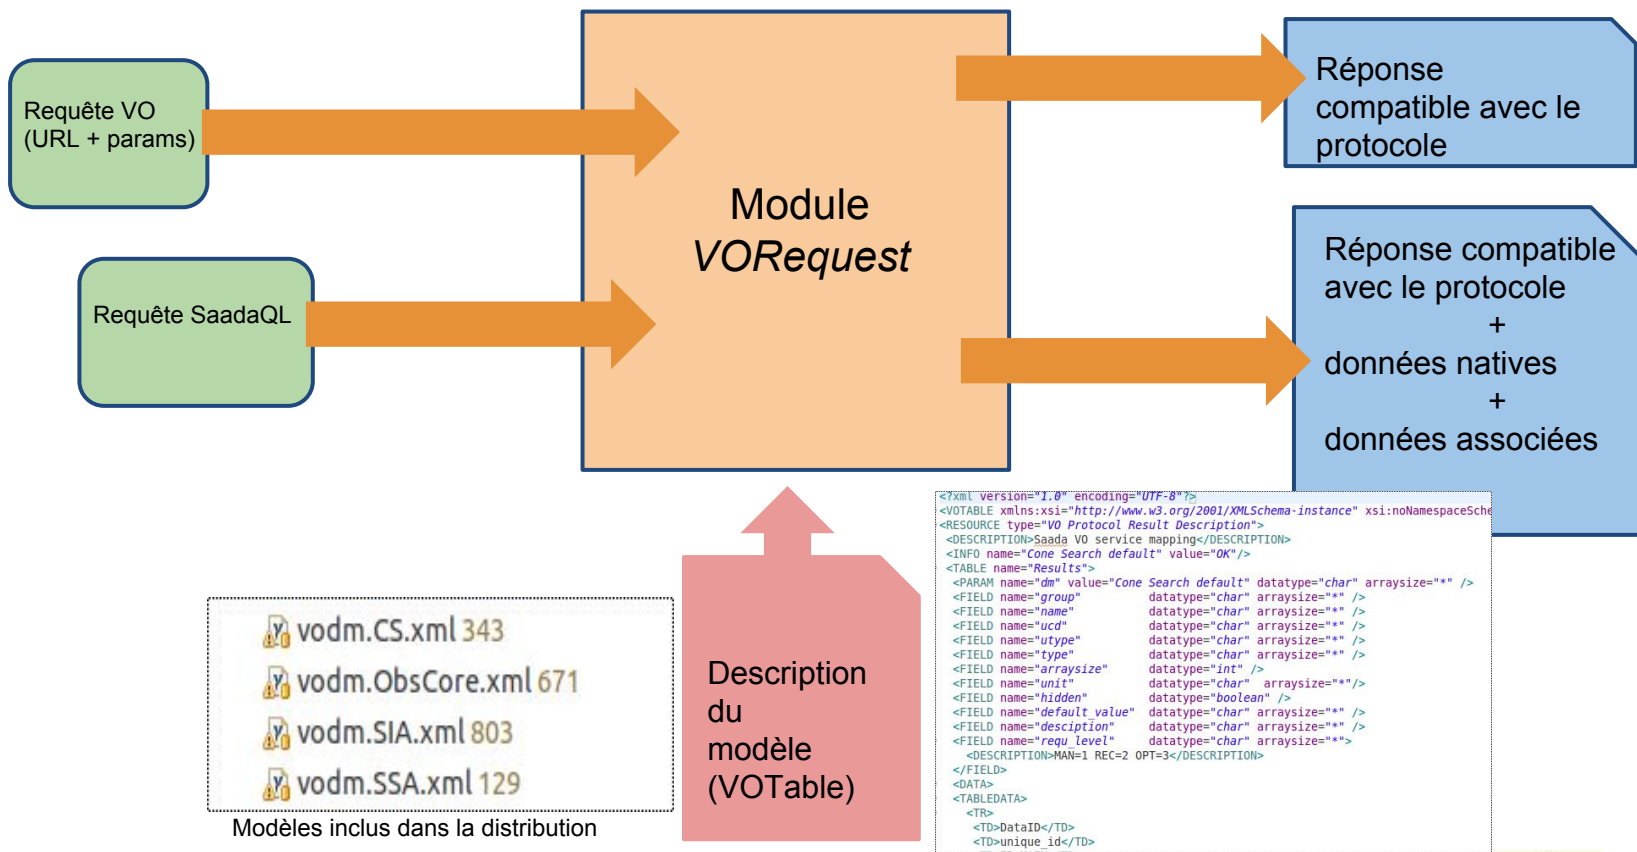 Requête VO
(URL + params)
Requête SaadaQL
Module
VORequest
Réponse
compatible avec le
protocole
Réponse compatible
avec le protocole
+
données natives
+
données associées
vodm.CS.xml 343
vodm.ObsCore.xml 671
vodm.SIA.xml 803
vodm.SSA.xml 129
Modèles inclus dans la distribution
Description
du
modèle
(VOTable)
<?xml version="1.0" encoding="UTF-8"?>
<VOTABLE xmlns:xsi="http://www.w3.org/2001/XMLSchema-instance" xsi:noNamespaceSche
<RESOURCE type="VO Protocol Result Description">
<DESCRIPTION>Saada VO service mapping</DESCRIPTION>
<INFO name="Cone Search default" value="OK"/>
<TABLE name="Results">
<PARAM name="dm" value="Cone Search default" datatype="char" arraysize="*" />
<FIELD name="group" datatype="char" arraysize="*" />
<FIELD name="name" datatype="char" arraysize="*" />
<FIELD name="ucd" datatype="char" arraysize="*" />
<FIELD name="utype" datatype="char" arraysize="*" />
<FIELD name="type" datatype="char" arraysize="*" />
<FIELD name="arraysize" datatype="int" />
<FIELD name="unit" datatype="char" arraysize="*"/>
<FIELD name="hidden" datatype="boolean" />
<FIELD name="default_value" datatype="char" arraysize="*" />
<FIELD name="desciption" datatype="char" arraysize="*" />
<FIELD name="requ_level" datatype="char" arraysize="*">
<DESCRIPTION>MAN=1 REC=2 OPT=3</DESCRIPTION>
</FIELD>
<DATA>
<TABLEDATA>
<TR>
<TD>DataID</TD>
<TD>unique_id</TD>